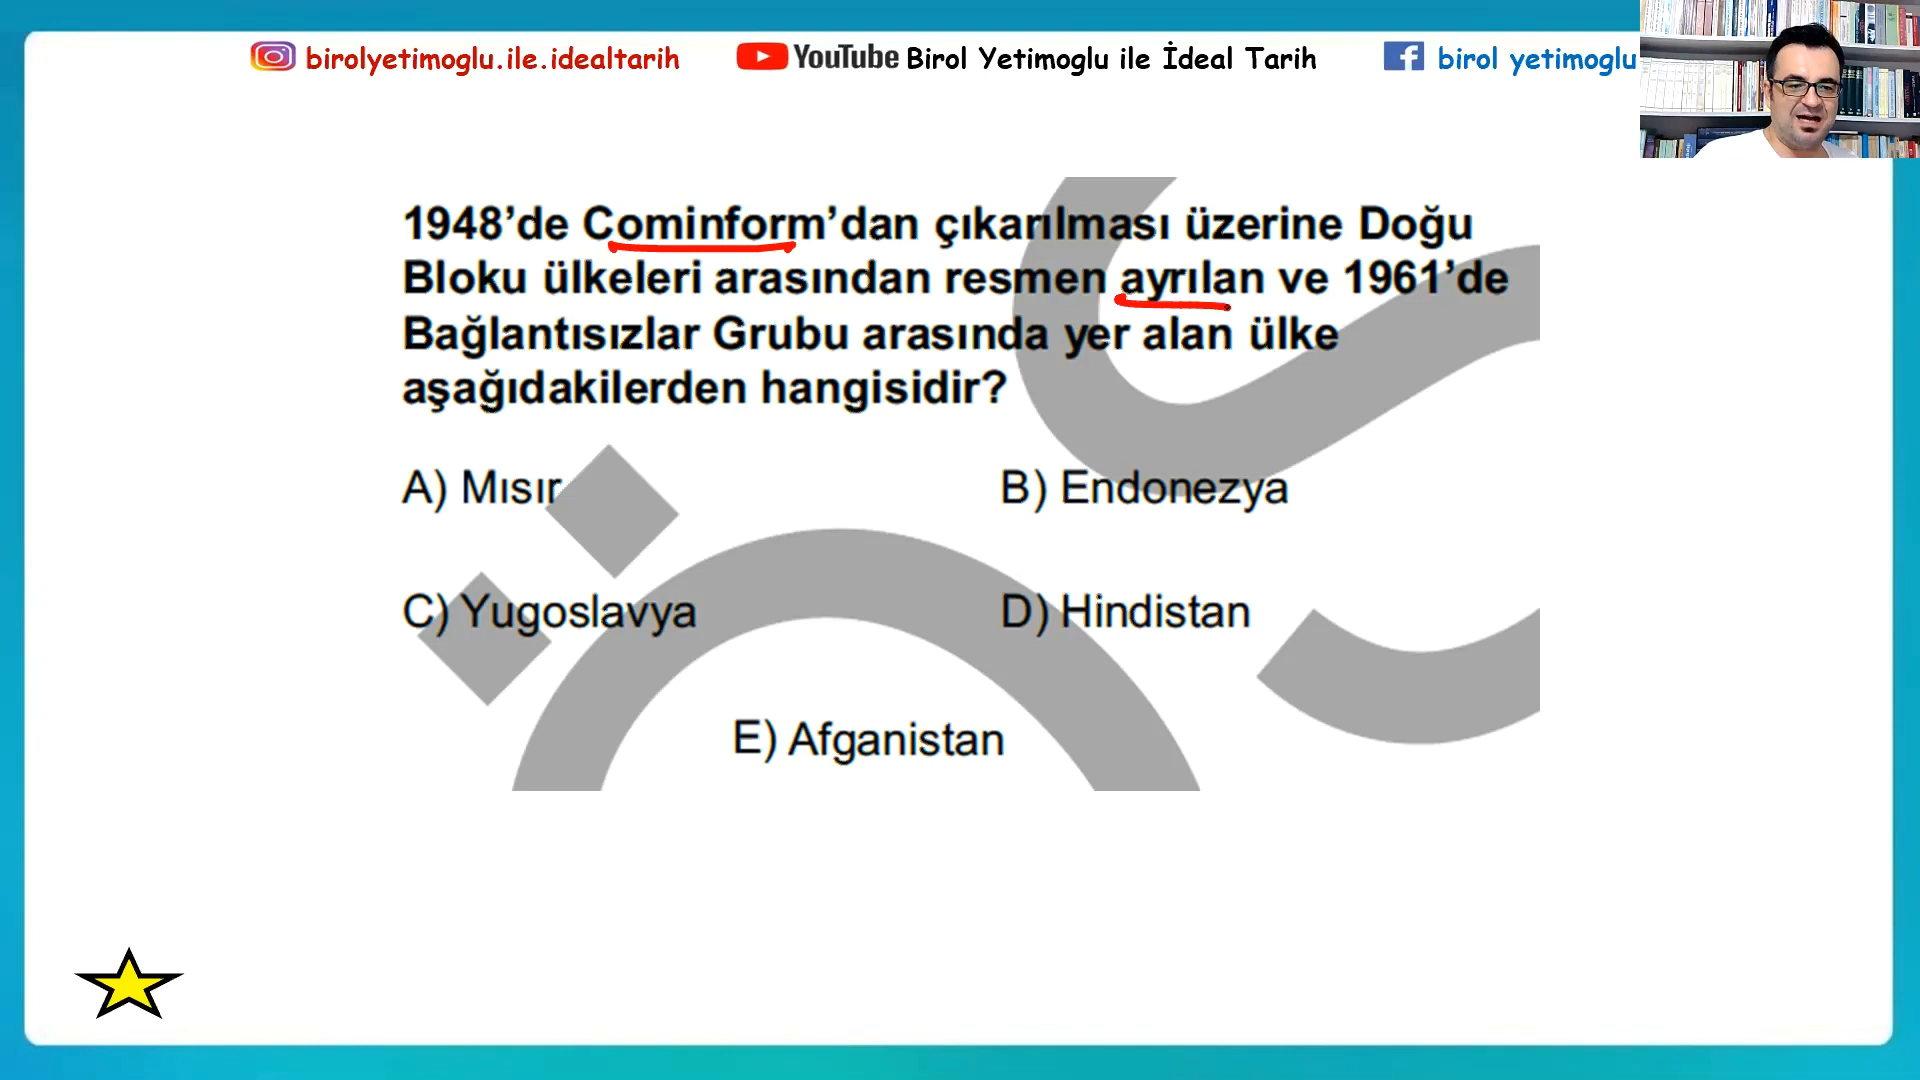 birolyetimoglu.ile.idealtarih YouTube Birol Yetimoglu ile İdeal Tarih birol yetimoglu
1948’de Cominform’dan çıkarılması üzerine Doğu
Bloku ülkeleri arasından resmen ayrılan ve 1961’de
Bağlantısızlar Grubu arasında yer alan ülke
aşağıdakilerden hangisidir?
A) Mısır B) Endonezya
C) Yugoslavya D) Hindistan
E) Afganistan